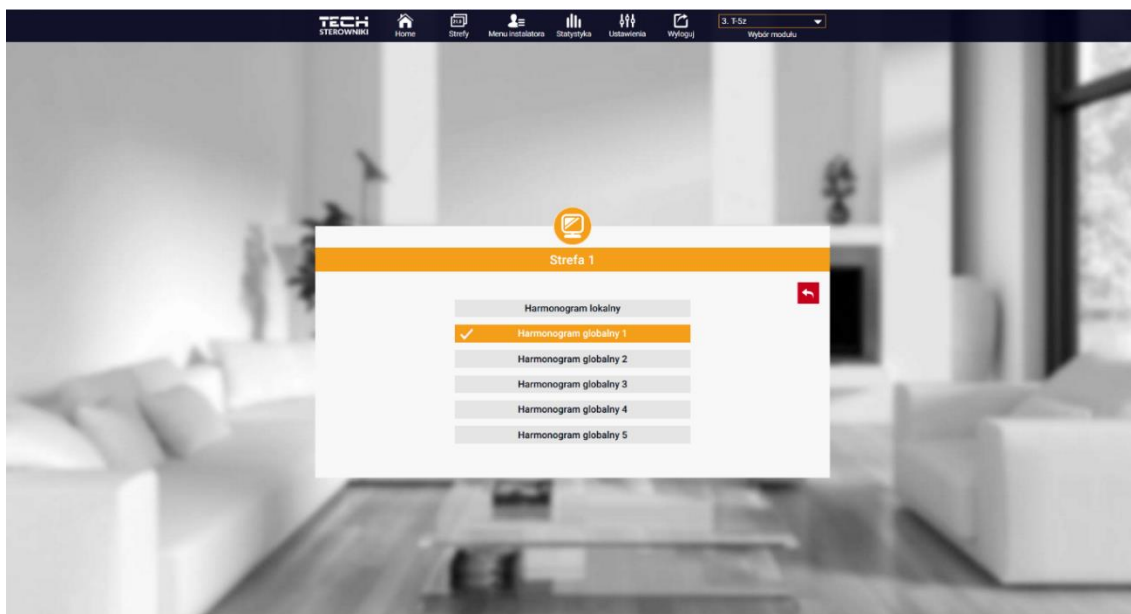 TECH
STEROWNIKI
Home
Strefy
Menu instalatora
Statystyka
Ustawienia
Wyloguj
3. T-5z
Wybór modułu
Strefa 1
Harmonogram lokalny
Harmonogram globalny 1
Harmonogram globalny 2
Harmonogram globalny 3
Harmonogram globalny 4
Harmonogram globalny 5